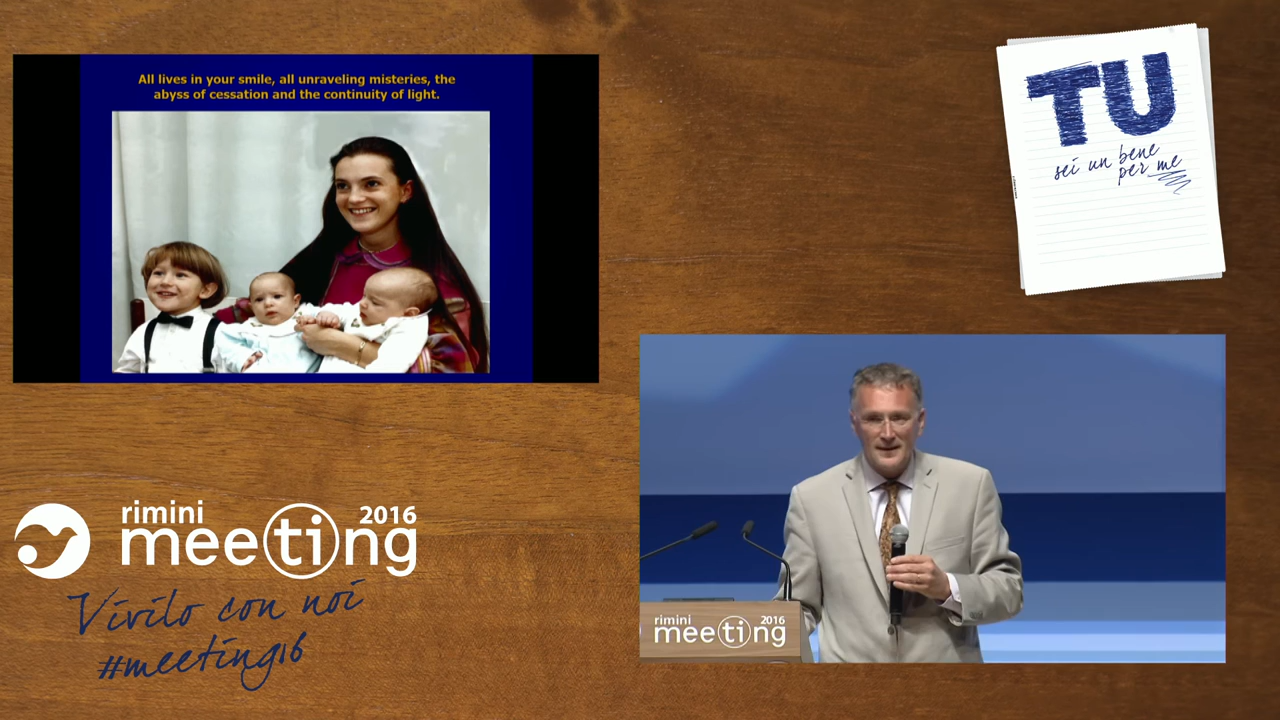 All lives in your smile, all unraveling misteries, the
abyss of cessation and the continuity of light.
TU
sei un bene
per me
rimini 2016
meeting
Vivilo con noi
#meeting16
rimini 2016
meeting